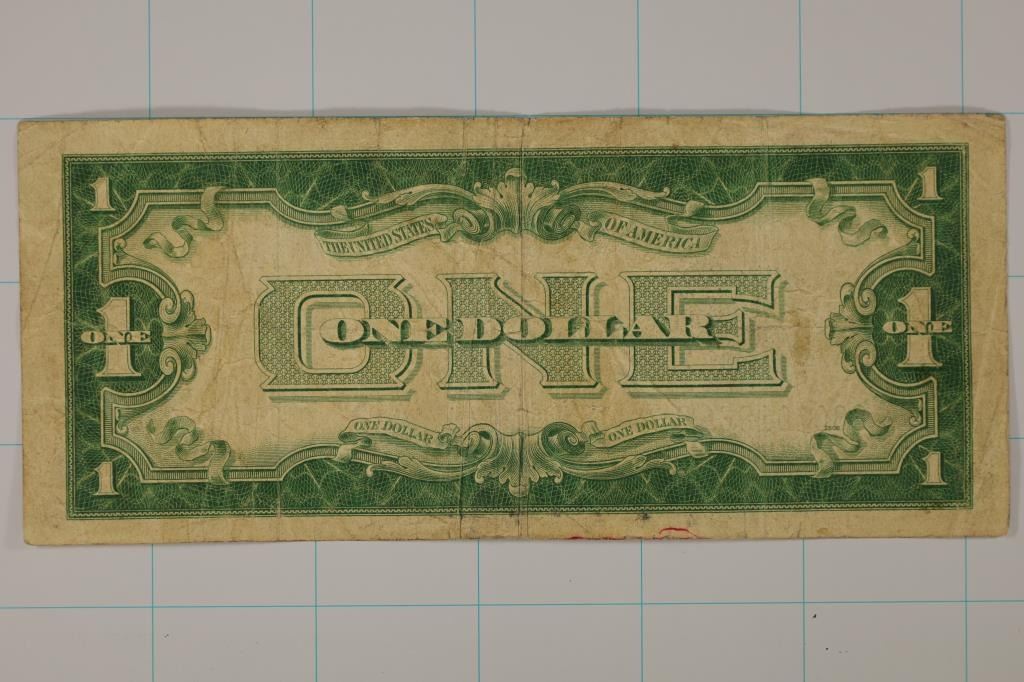 1 1
THE UNITED STATES OF AMERICA
ONE
1 ONE ONE DOLLAR 1 ONE
ONE DOLLAR ONE DOLLAR
1 1